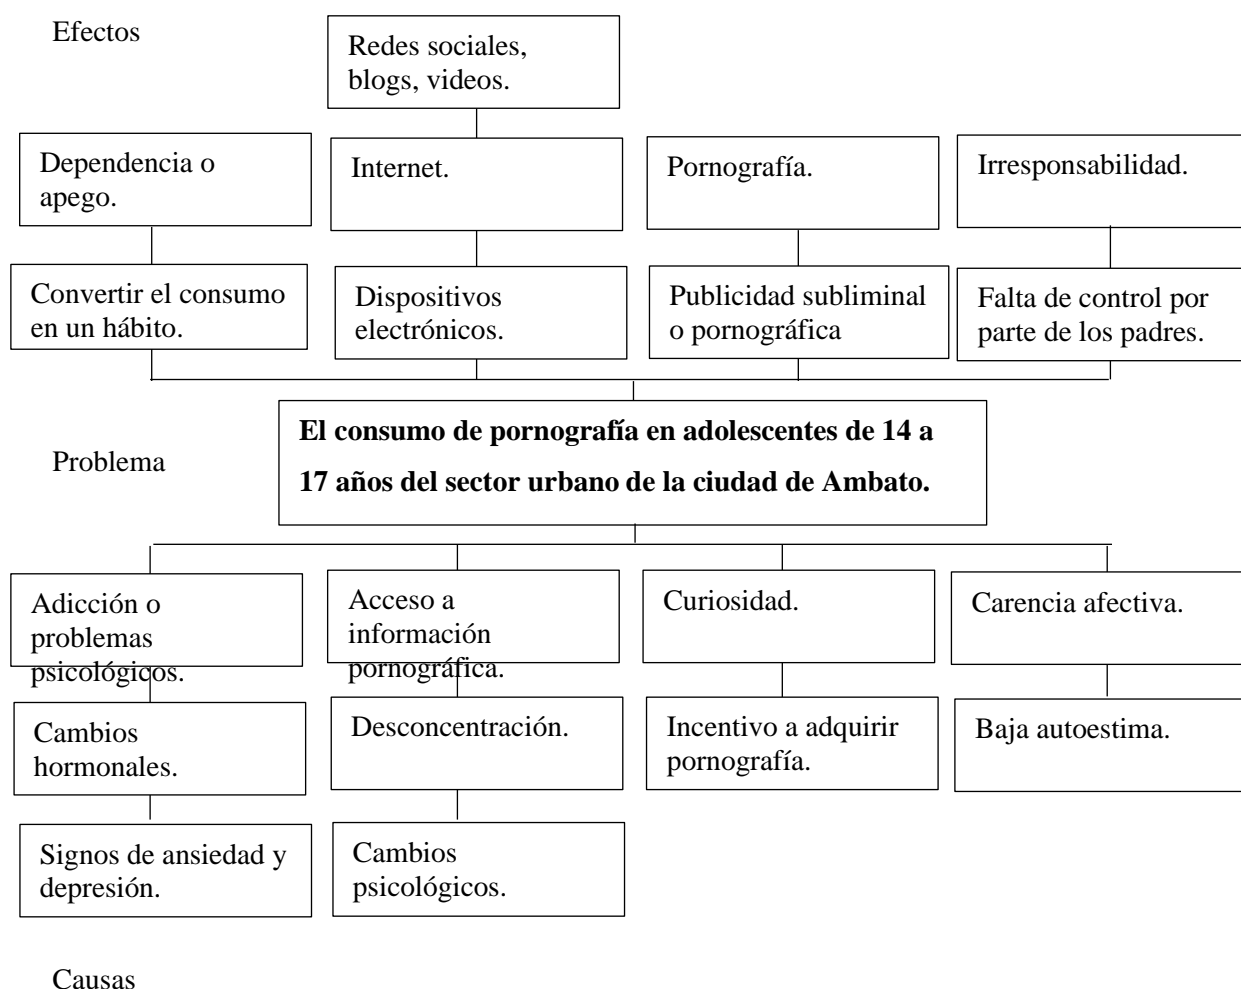 Efectos
Redes sociales,
blogs, videos.
Dependencia o
apego.
Internet.
Pornografía.
Irresponsabilidad.
Convertir el consumo
en un hábito.
Dispositivos
electrónicos.
Publicidad subliminal
o pornográfica
Falta de control por
parte de los padres.
Problema
El consumo de pornografía en adolescentes de 14 a
17 años del sector urbano de la ciudad de Ambato.
Adicción o
problemas
psicológicos.
Acceso a
información
pornográfica.
Curiosidad.
Carencia afectiva.
Cambios
hormonales.
Desconcentración.
Incentivo a adquirir
pornografía.
Baja autoestima.
Signos de ansiedad y
depresión.
Cambios
psicológicos.
Causas